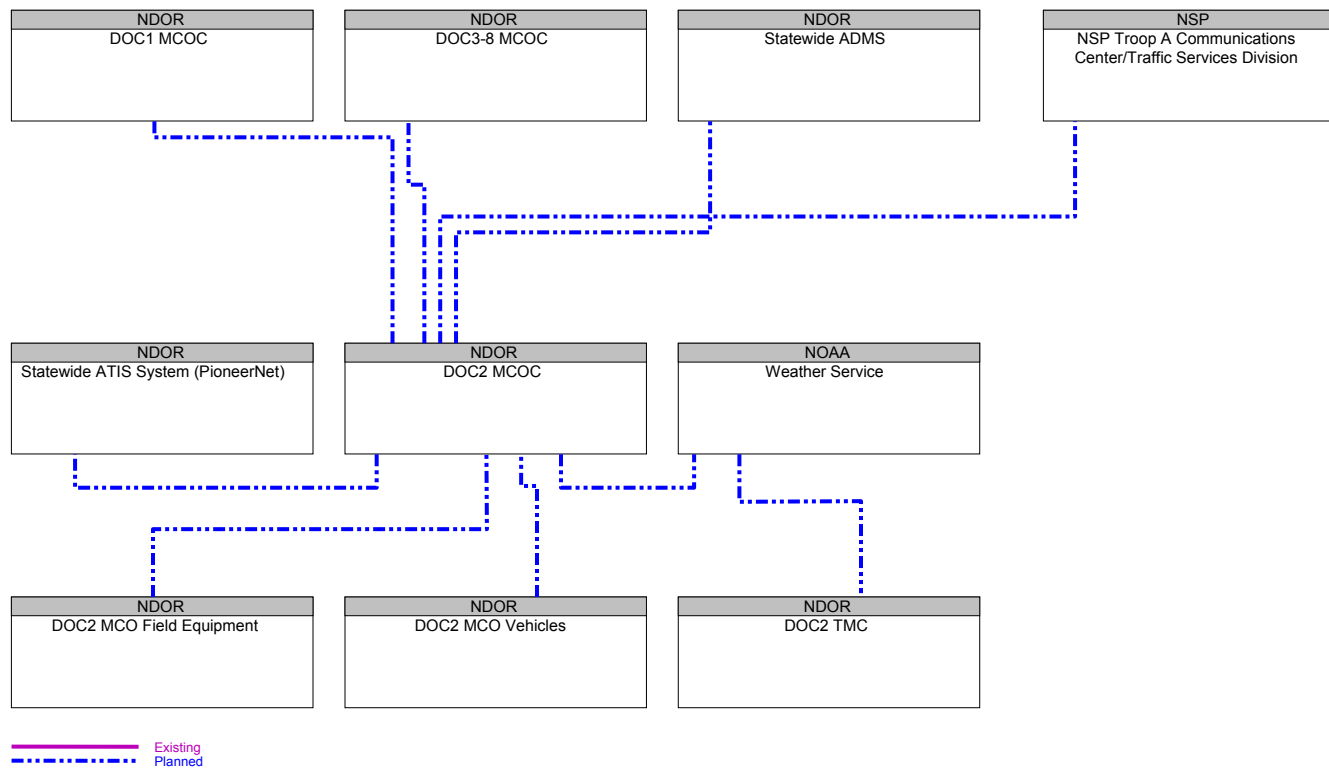 NDOR
DOC1 MCOC
NDOR
DOC3-8 MCOC
NDOR
Statewide ADMS
NSP
NSP Troop A Communications
Center/Traffic Services Division
NDOR
Statewide ATIS System (PioneerNet)
NDOR
DOC2 MCOC
NOAA
Weather Service
NDOR
DOC2 MCO Field Equipment
NDOR
DOC2 MCO Vehicles
NDOR
DOC2 TMC
Existing
Planned